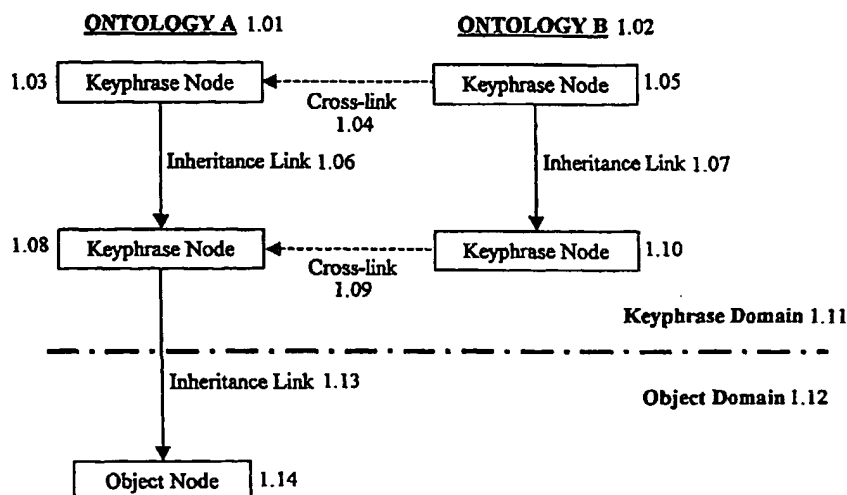 ONTOLOGY A 1.01
ONTOLOGY B 1.02
1.03 Keyphrase Node
Keyphrase Node 1.05
Cross-link
1.04
Inheritance Link 1.06
Inheritance Link 1.07
1.08 Keyphrase Node
Keyphrase Node 1.10
Cross-link
1.09
Keyphrase Domain 1.11
Inheritance Link 1.13
Object Domain 1.12
Object Node 1.14